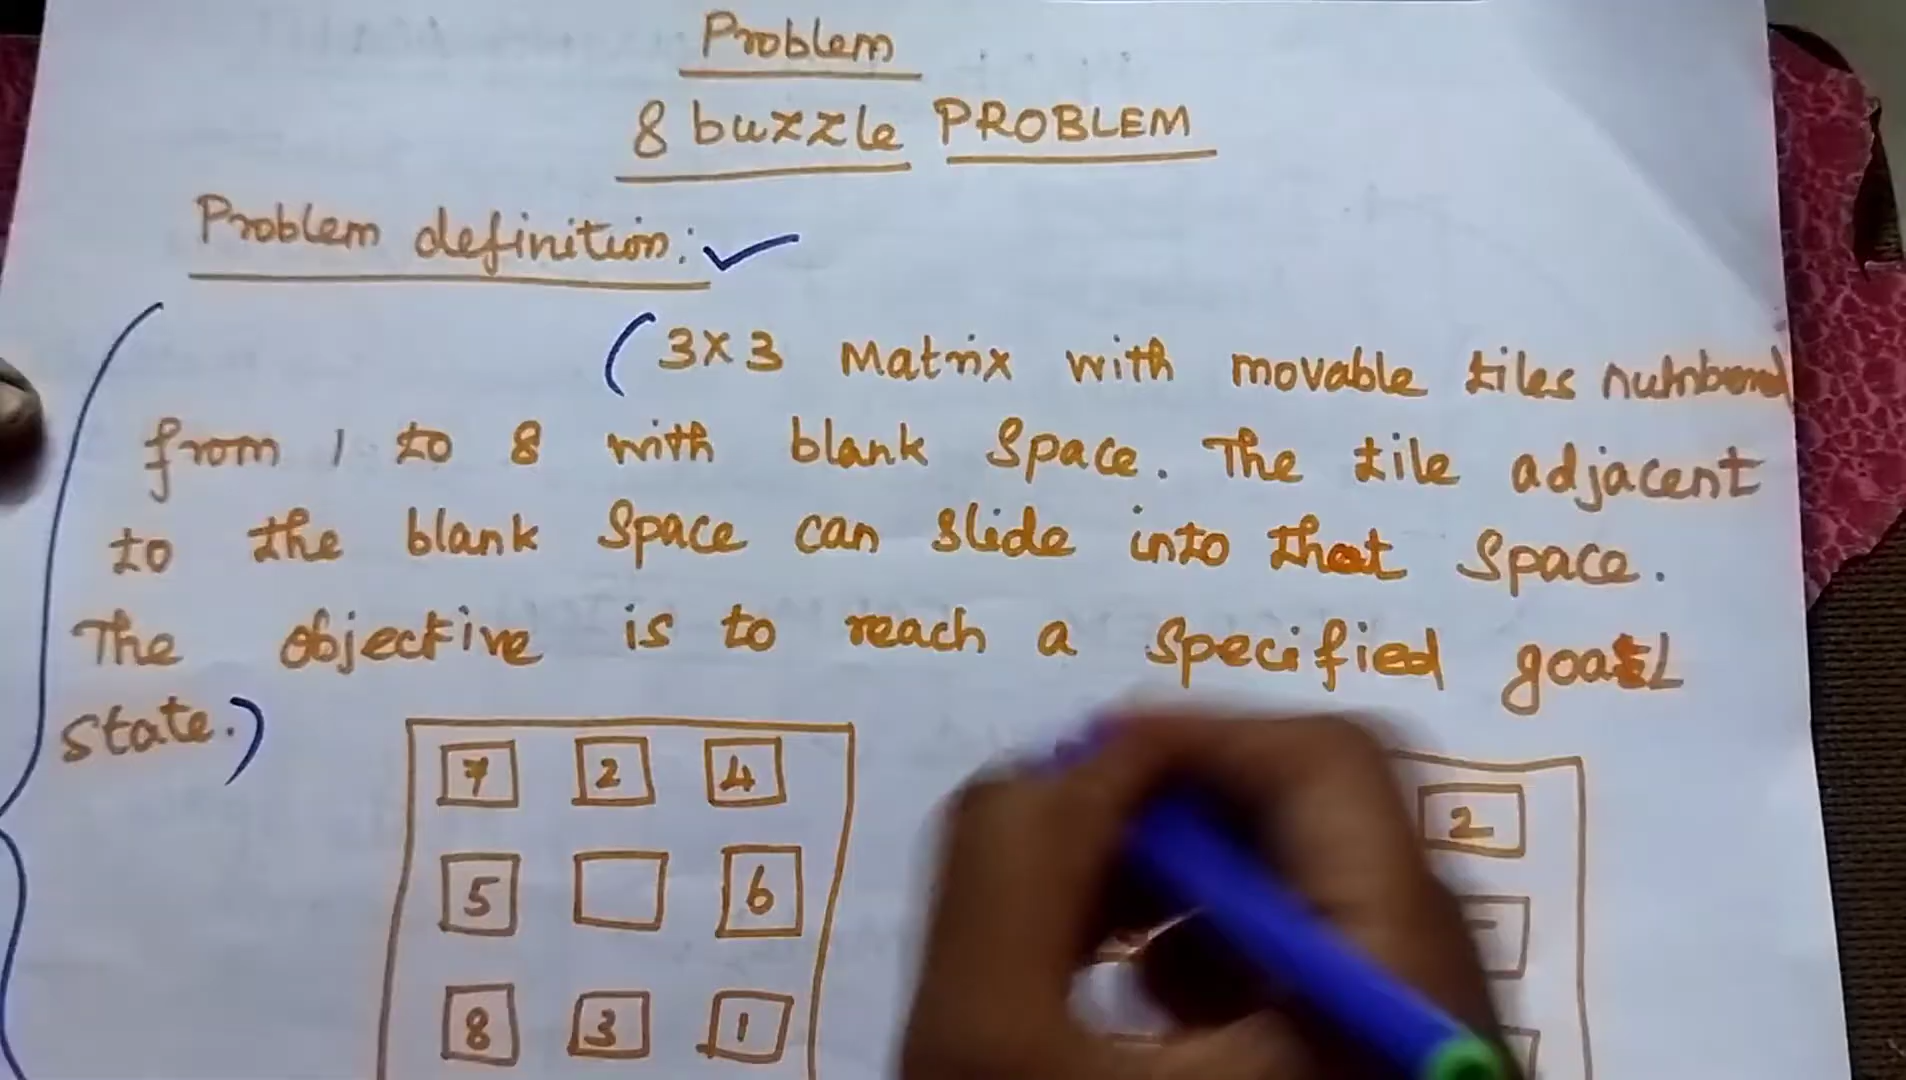 Problem
8 buzzle PROBLEM
Problem definition:
(3×3 Matrix with movable tiles numbered
from 1 to 8 with blank Space. The tile adjacent
to the blank Space can slide into that Space.
The objective is to reach a specified goal
state.)
7 2 4
2
5 6
8 3 1